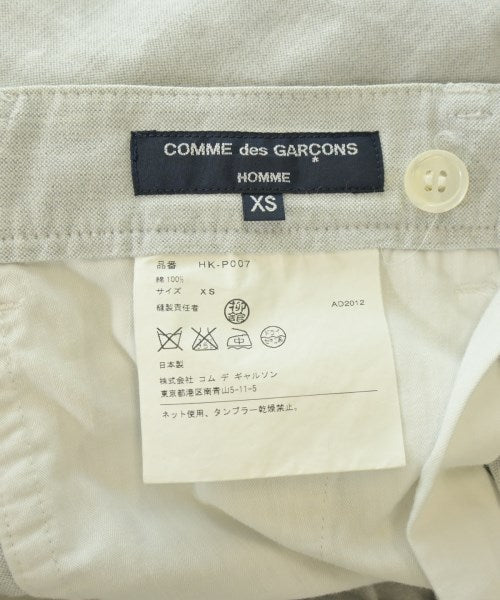 COMME des GARÇONS
HOMME
XS
品番 HK-P007
綿 100%
サイズ XS
縫製責任者 AD2012
日本製
株式会社 コム デ ギャルソン
東京都港区南青山5-11-5
ネット使用、タンブラー乾燥禁止。